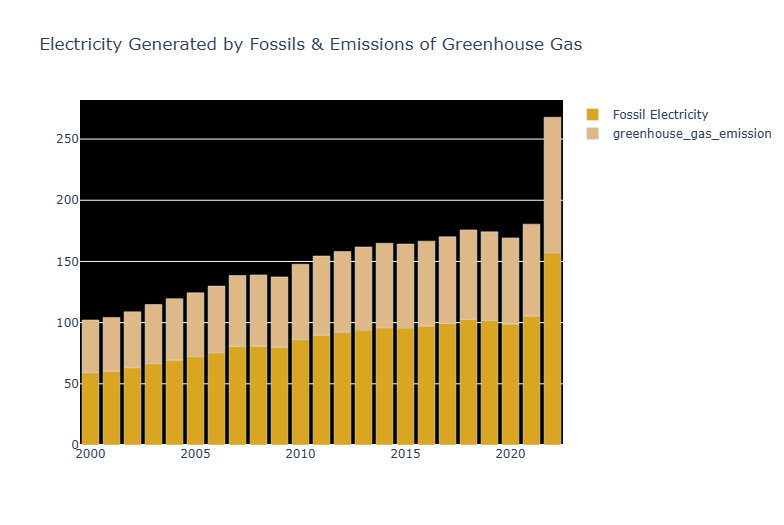 Electricity Generated by Fossils & Emissions of Greenhouse Gas
Fossil Electricity
greenhouse_gas_emission
250
200
150
100
50
0
2000 2005 2010 2015 2020